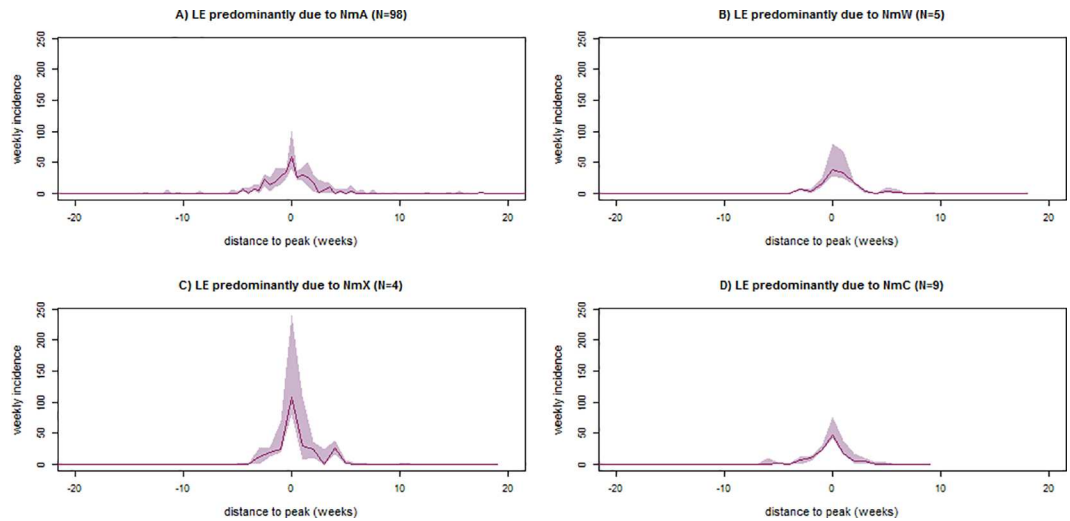 A) LE predominantly due to NmA (N=98)
weekly incidence
0 50 100 150 200 250
-20 -10 0 10 20
distance to peak (weeks)
B) LE predominantly due to NmW (N=5)
weekly incidence
0 50 100 150 200 250
-20 -10 0 10 20
distance to peak (weeks)
C) LE predominantly due to NmX (N=4)
weekly incidence
0 50 100 150 200 250
-20 -10 0 10 20
distance to peak (weeks)
D) LE predominantly due to NmC (N=9)
weekly incidence
0 50 100 150 200 250
-20 -10 0 10 20
distance to peak (weeks)